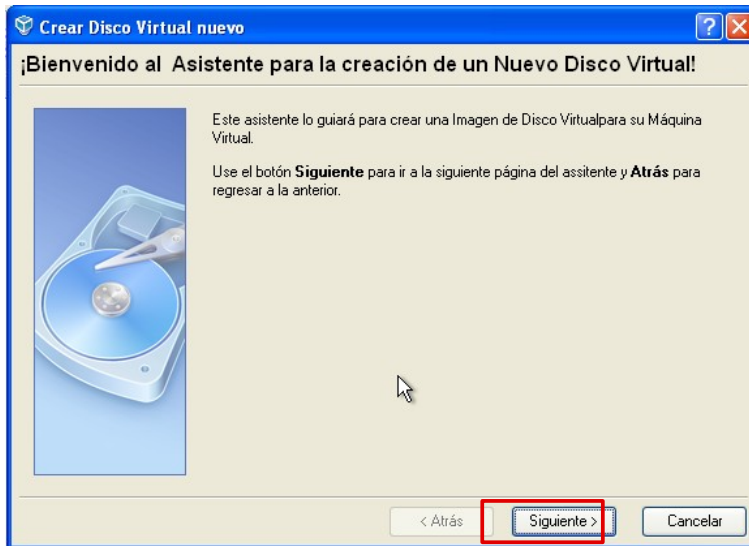 Crear Disco Virtual nuevo
¡Bienvenido al Asistente para la creación de un Nuevo Disco Virtual!
Este asistente lo guiará para crear una Imagen de Disco Virtualpara su Máquina
Virtual.
Use el botón Siguiente para ir a la siguiente página del assitente y Atrás para
regresar a la anterior.
< Atrás
Siguiente >
Cancelar